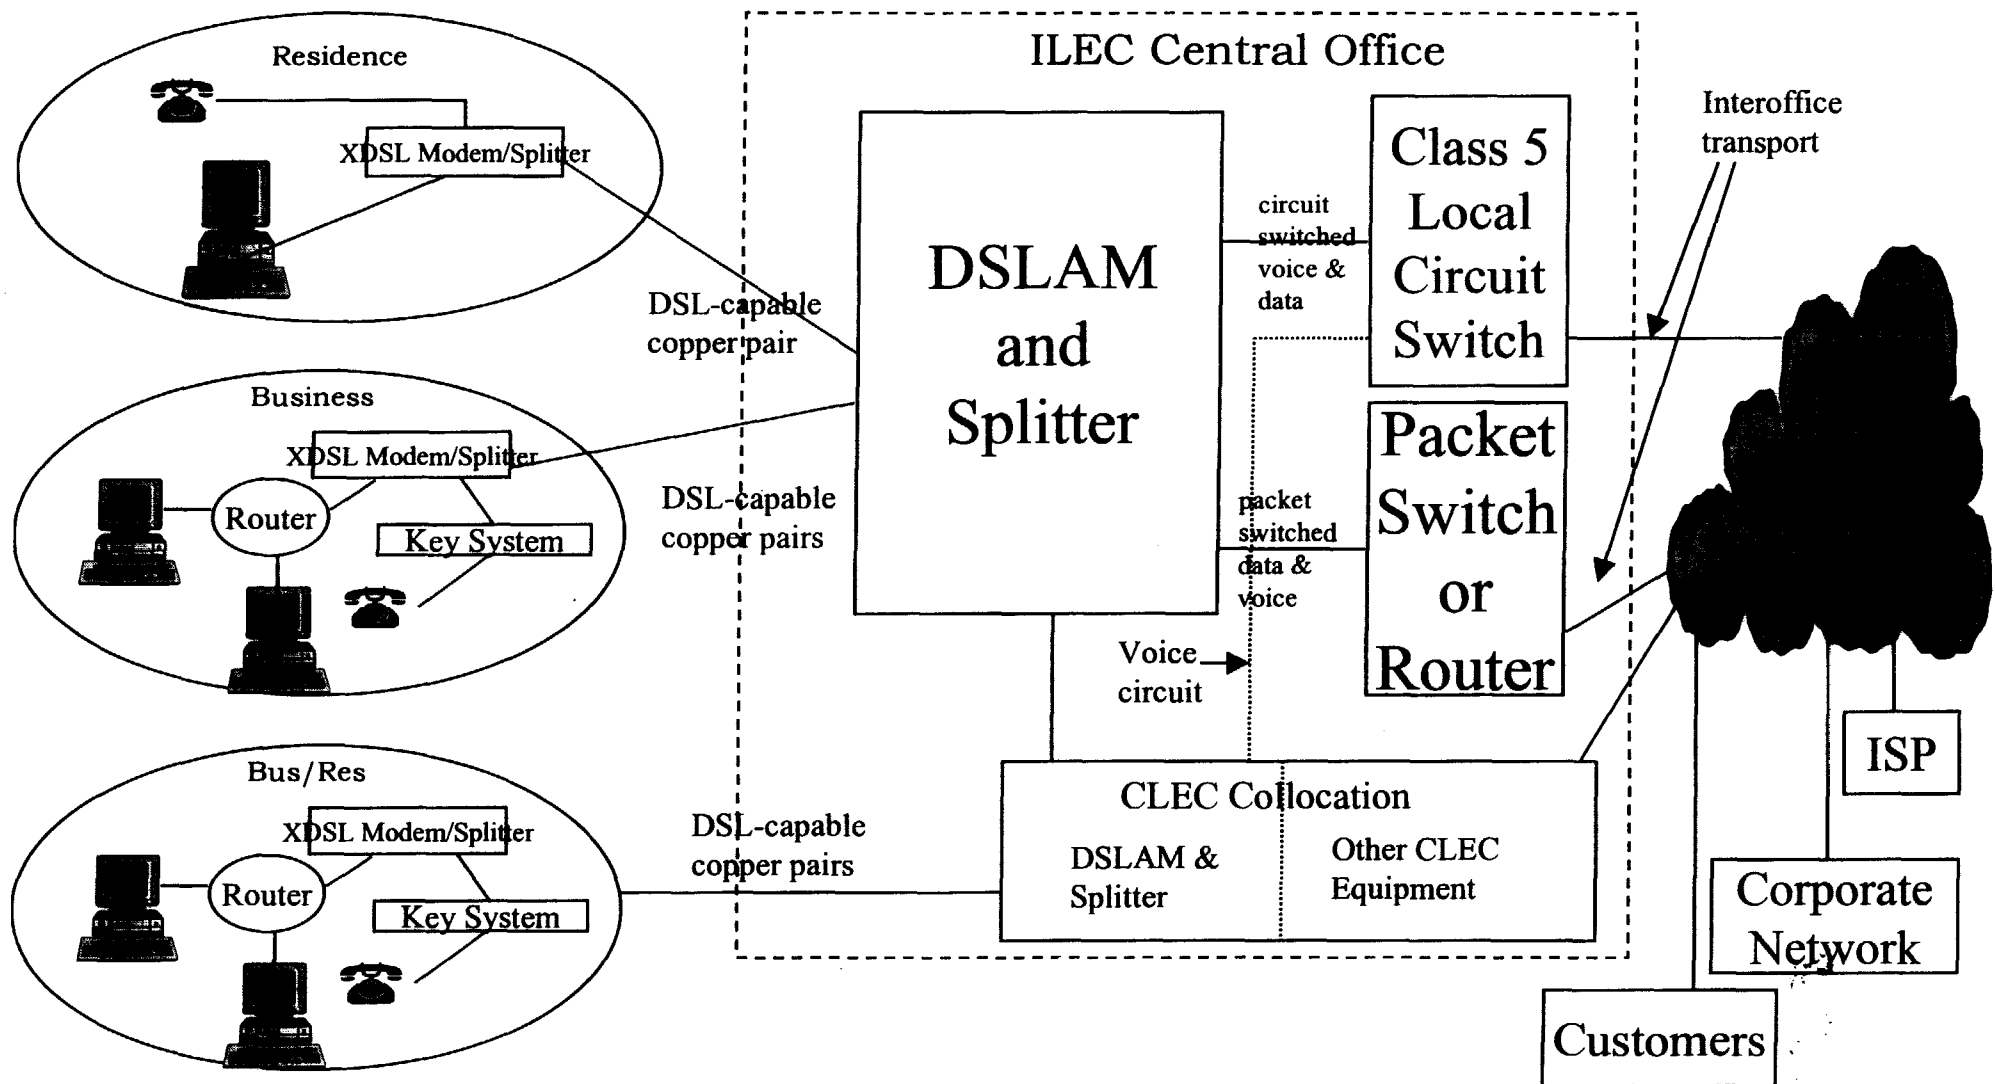 Residence
XDSL Modem/Splitter
DSL-capable
copper pair
Business
XDSL Modem/Splitter
Router
Key System
DSL-capable
copper pairs
Bus/Res
XDSL Modem/Splitter
Router
Key System
DSL-capable
copper pairs
ILEC Central Office
DSLAM
and
Splitter
circuit
switched
voice &
data
Class 5
Local
Circuit
Switch
packet
switched
data &
voice
Packet
Switch
or
Router
Voice
circuit
CLEC Collocation
DSLAM &
Splitter
Other CLEC
Equipment
Interoffice
transport
ISP
Corporate
Network
Customers